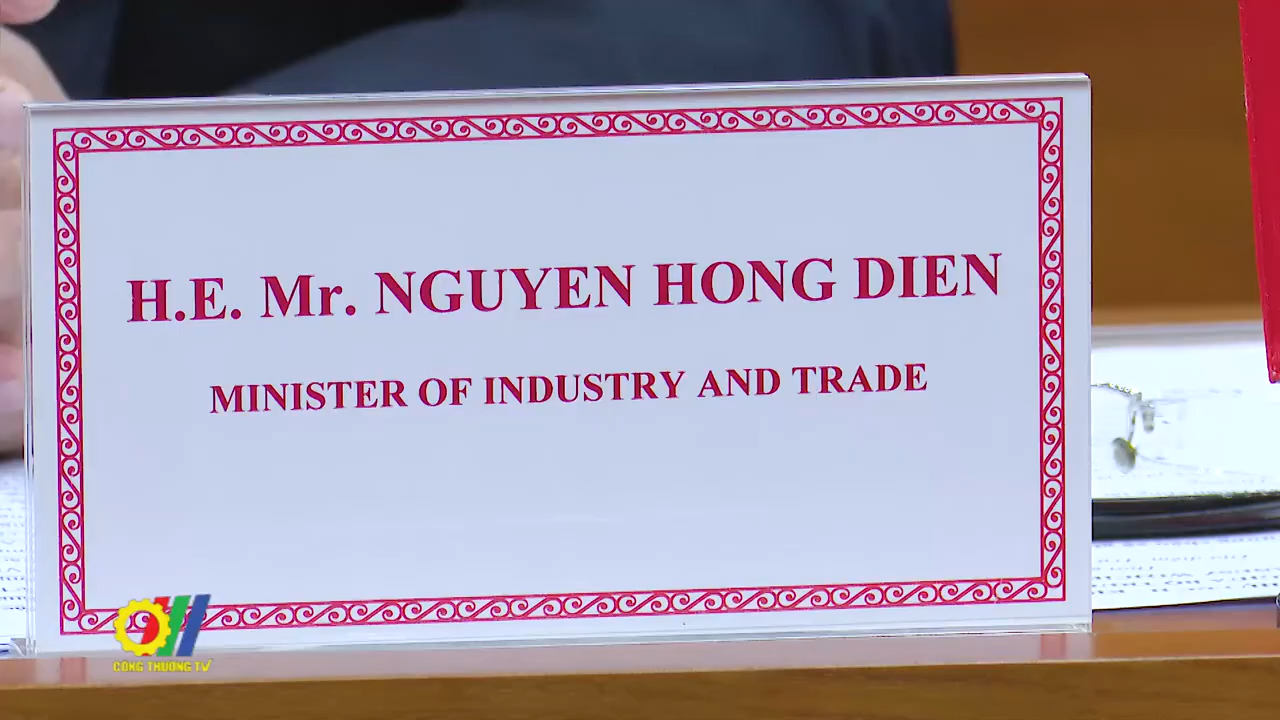 H.E. Mr. NGUYEN HONG DIEN
MINISTER OF INDUSTRY AND TRADE
CÔNG THƯƠNG TV